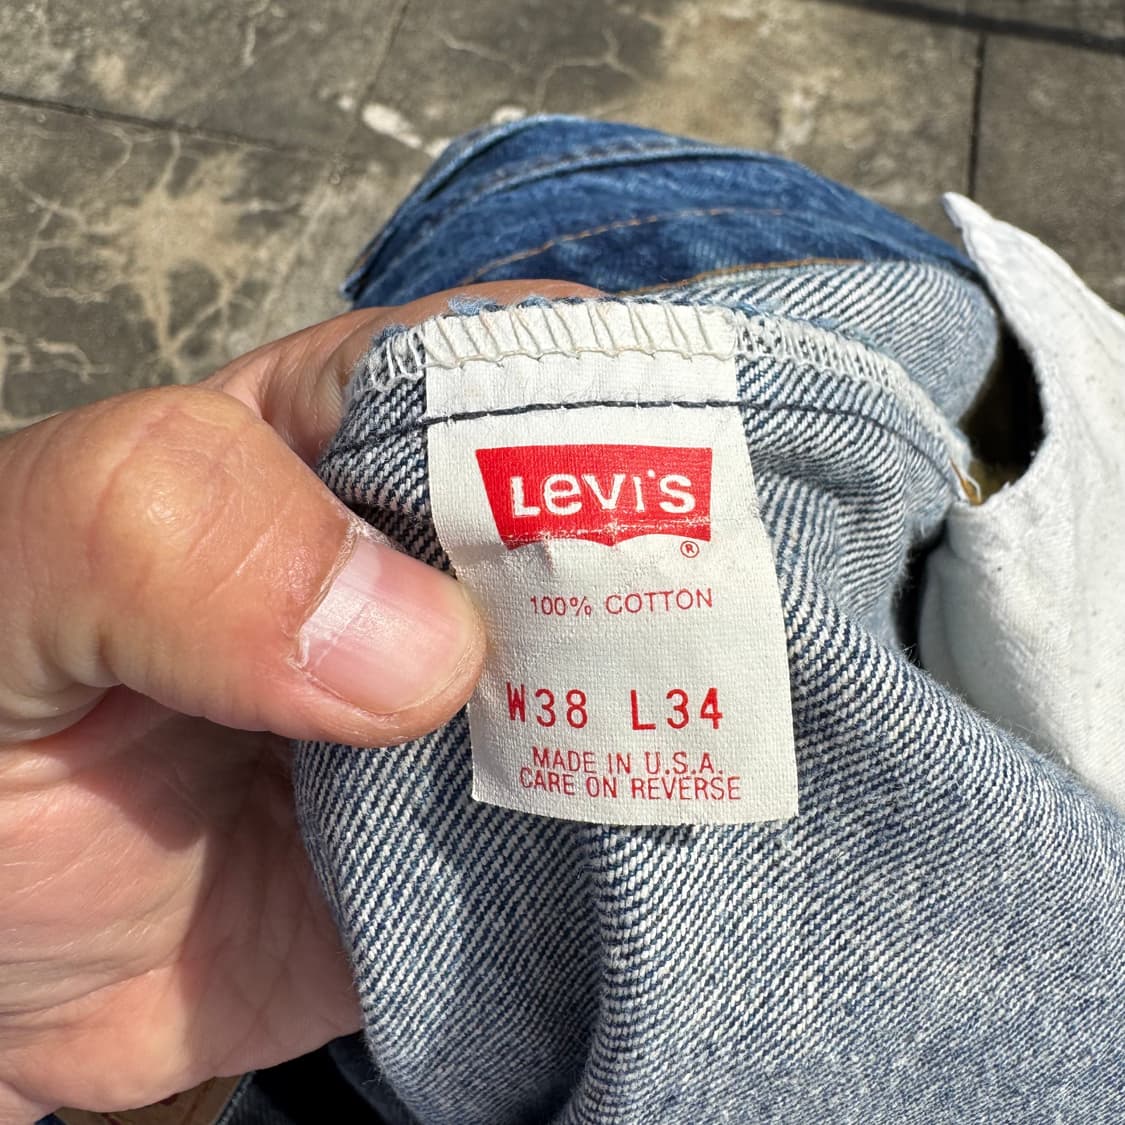 Levi's
®
100% COTTON
W38 L34
MADE IN U.S.A.
CARE ON REVERSE